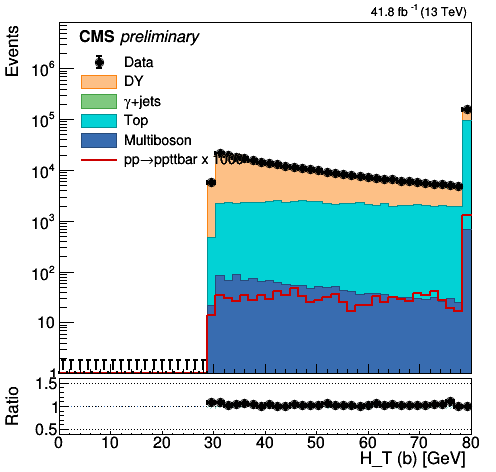 41.8 fb⁻¹ (13 TeV)
Events
CMS preliminary
Data
DY
γ+jets
Top
Multiboson
pp→ppttbar x 1000
10⁶
10⁵
10⁴
10³
10²
10
1
Ratio
1.5
1
0.5
0 10 20 30 40 50 60 70 80
H_T (b) [GeV]